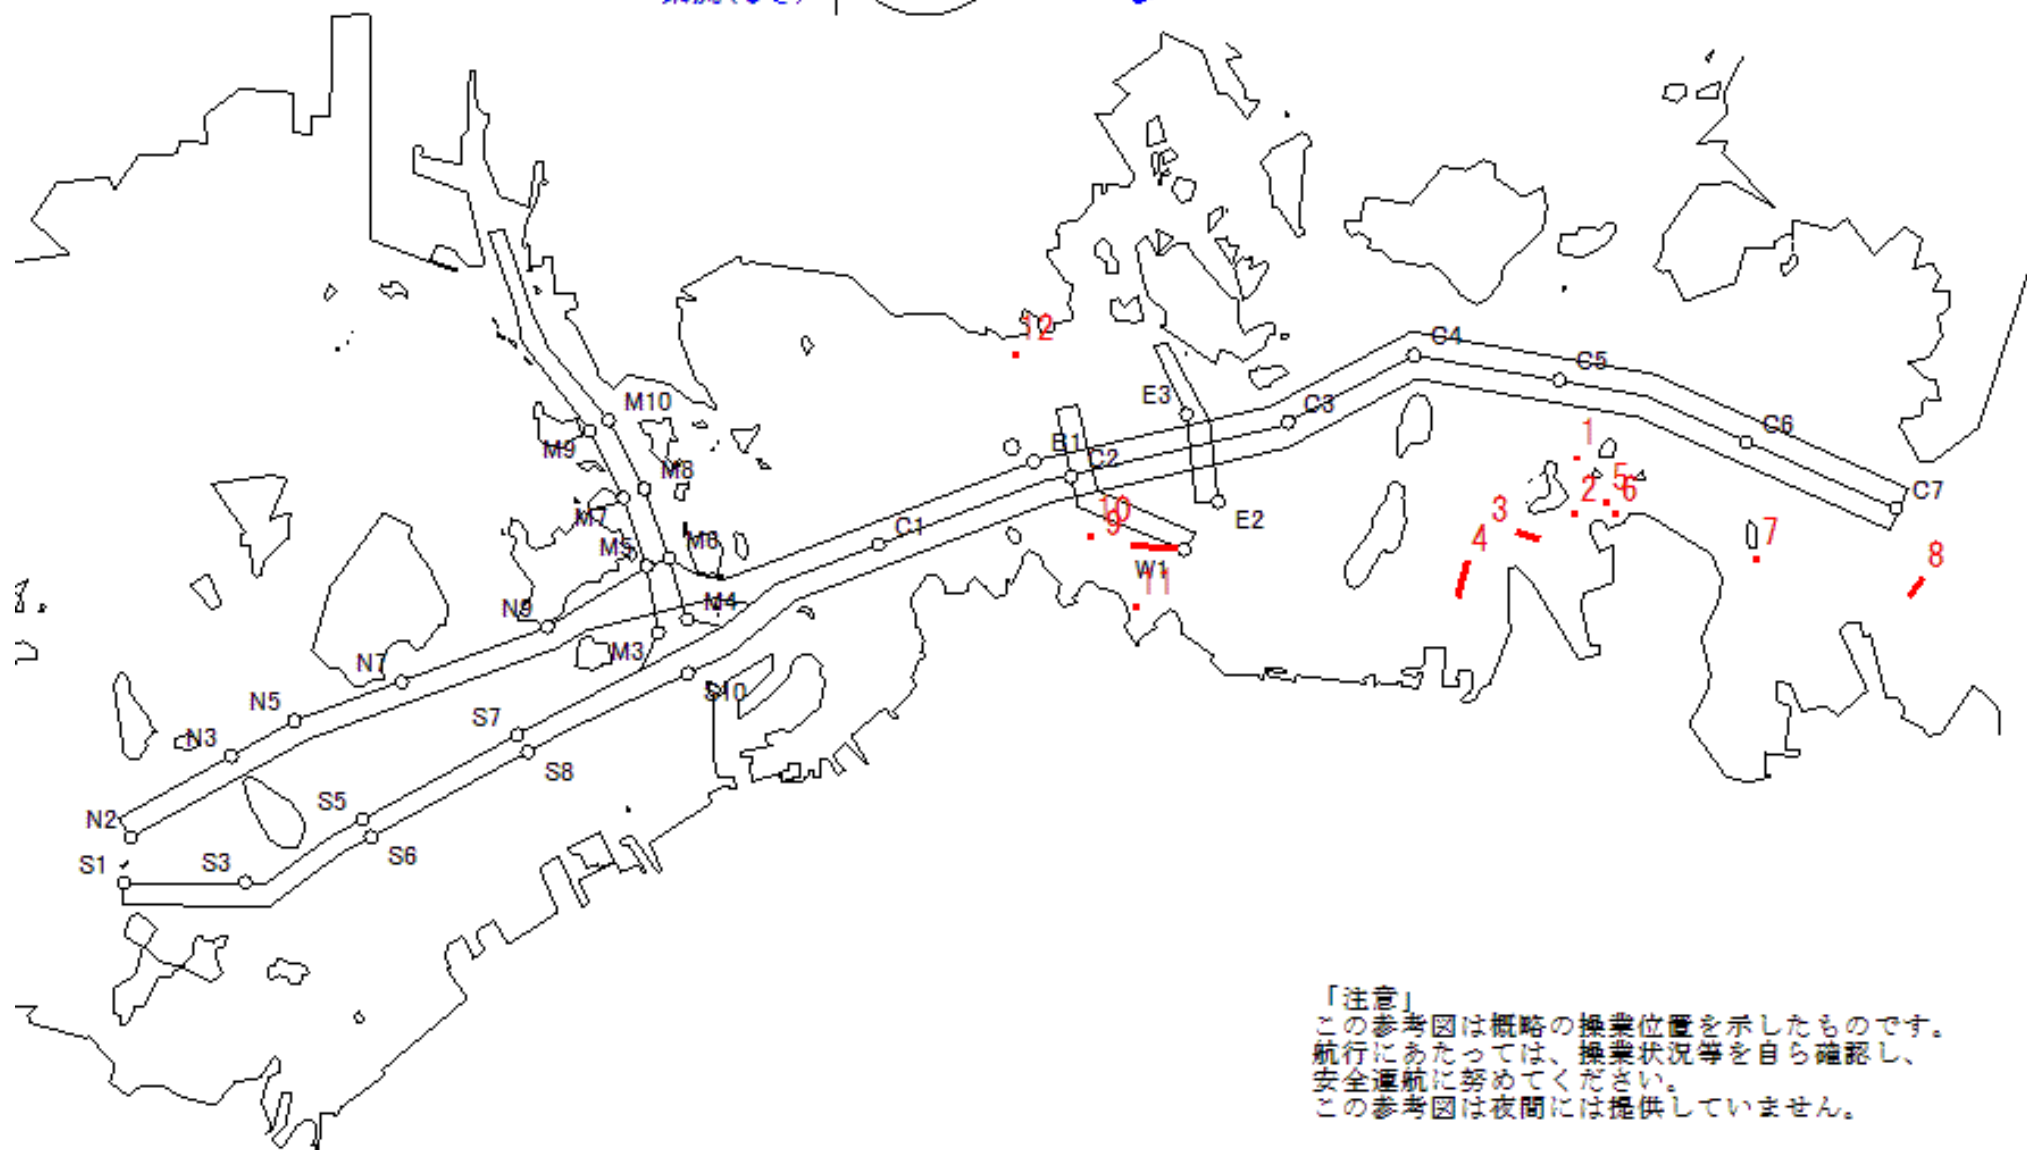 12
C4
C5
E3
M10
C3
B1
C6
1
M9
C2
M8
5
C7
2
6
M7
10
E2
3
9
C1
M5
M6
4
7
8
W1
11
N9
M4
M3
N7
S10
N5
S7
N3
S8
S5
N2
S6
S1
S3
「注意」
この参考図は概略の操業位置を示したものです。
航行にあたっては、操業状況等を自ら確認し、
安全運航に努めてください。
この参考図は夜間には提供していません。